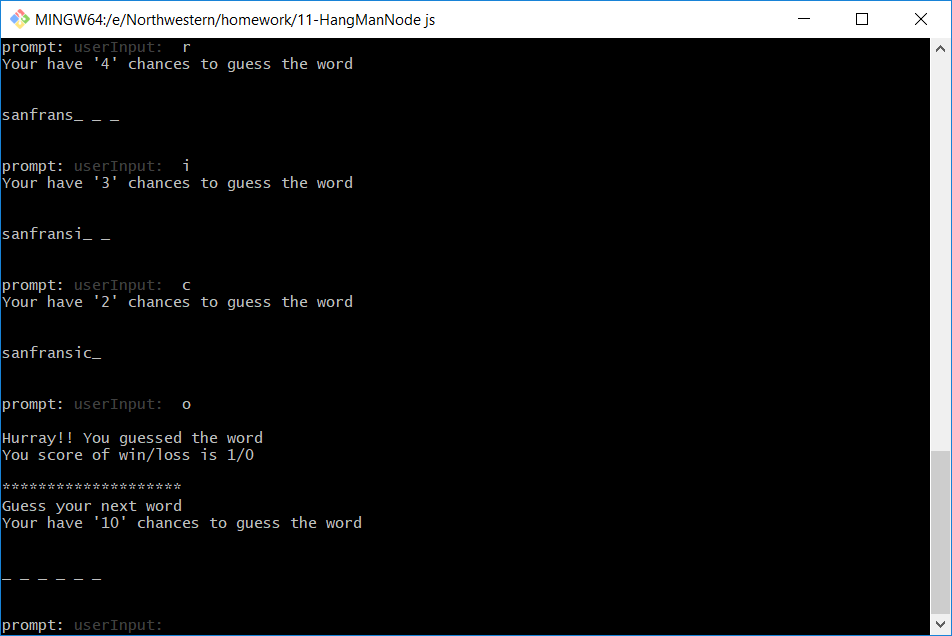 MINGW64:/e/Northwestern/homework/11-HangManNode js
prompt: userInput:  r
Your have '4' chances to guess the word
sanfrans_ _ _
prompt: userInput:  i
Your have '3' chances to guess the word
sanfransi_ _
prompt: userInput:  c
Your have '2' chances to guess the word
sanfransic_
prompt: userInput:  o
Hurray!! You guessed the word
You score of win/loss is 1/0
********************
Guess your next word
Your have '10' chances to guess the word
_ _ _ _ _ _
prompt: userInput: